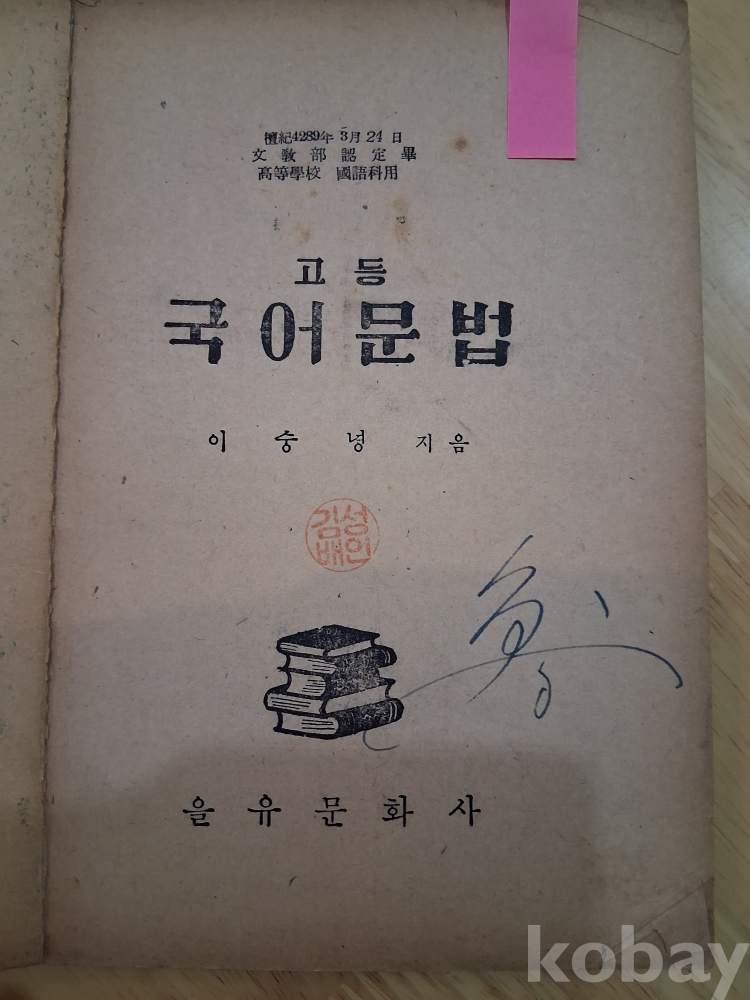 檀紀4289年 3月 24 日
文教部認定畢
高等學校 國語科用
고등
국어문법
이숭녕 지음
김성
배인
을유문화사
kobay